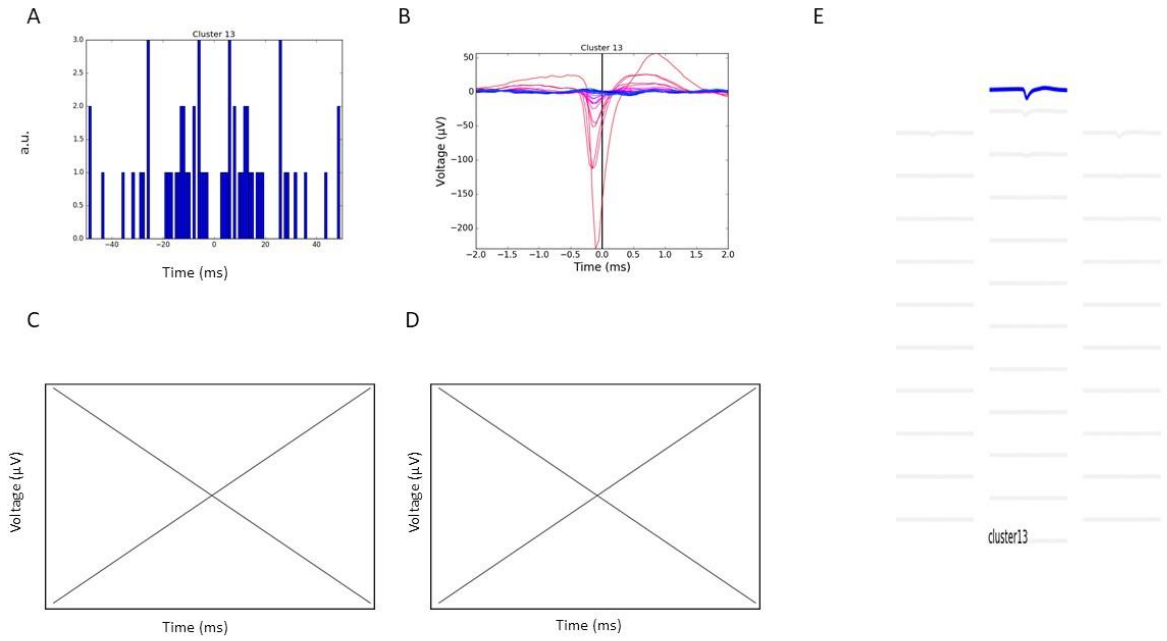 A
Cluster 13
a.u.
3.0
2.5
2.0
1.5
1.0
0.5
0.0
−40 −20 0 20 40
Time (ms)
B
Cluster 13
Voltage (µV)
50
0
−50
−100
−150
−200
−2.0 −1.5 −1.0 −0.5 0.0 0.5 1.0 1.5 2.0
Time (ms)
C
Voltage (µV)
Time (ms)
D
Voltage (µV)
Time (ms)
E
cluster13